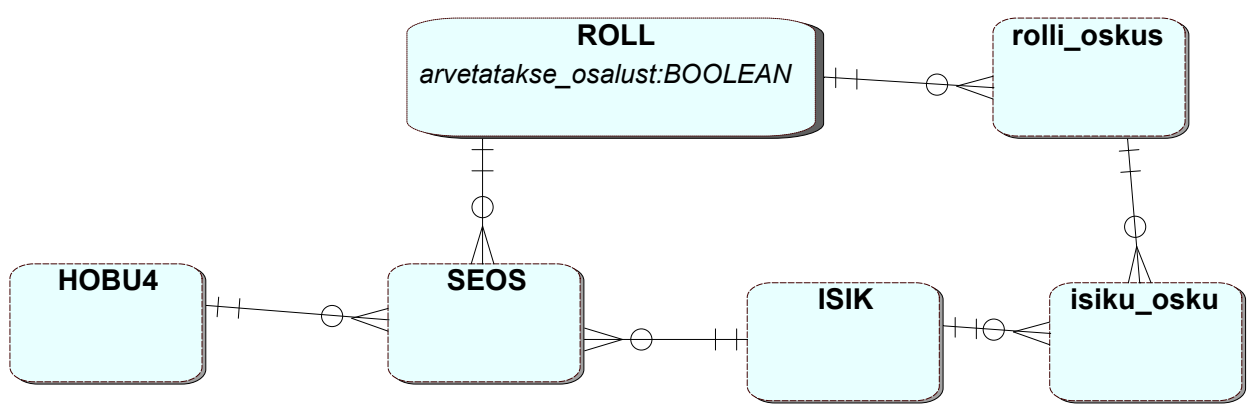 ROLL
arvetatakse_osalust:BOOLEAN
rolli_oskus
HOBU4
SEOS
ISIK
isiku_osku